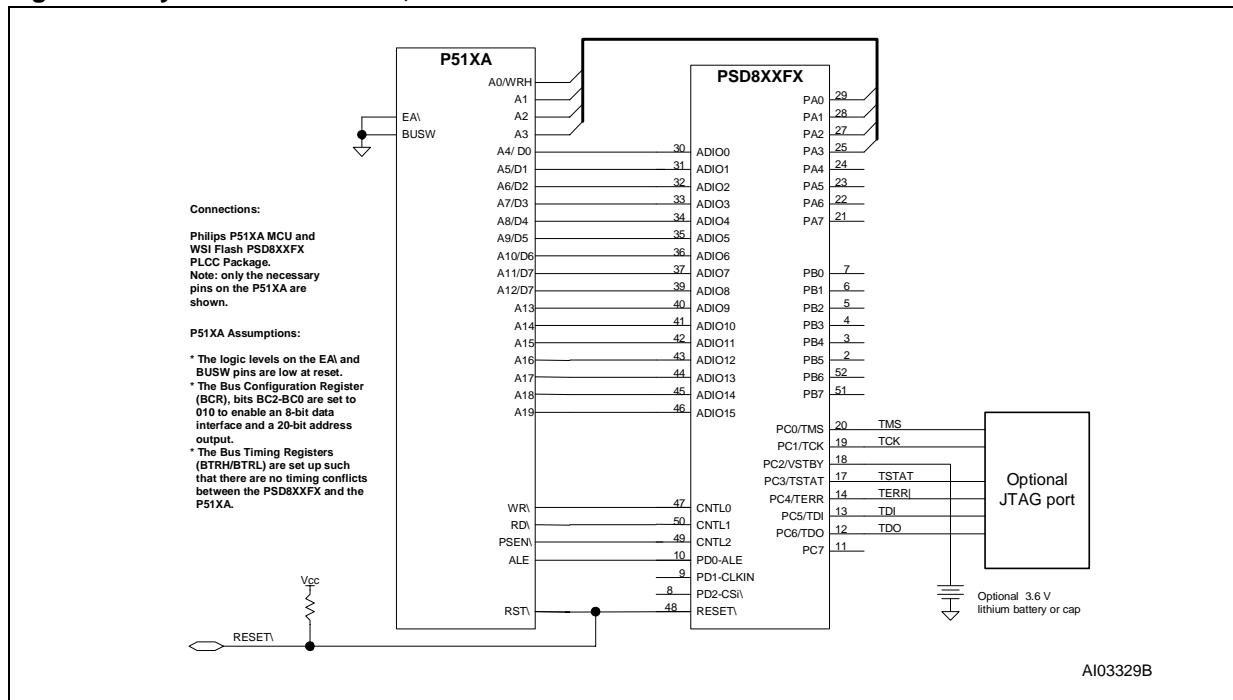 P51XA
A0/WRH
A1
A2
A3
A4/ D0
A5/D1
A6/D2
A7/D3
A8/D4
A9/D5
A10/D6
A11/D7
A12/D7
A13
A14
A15
A16
A17
A18
A19
WR\
RD\
PSEN\
ALE
RST\
EA\
BUSW
PSD8XXFX
30 ADIO0
31 ADIO1
32 ADIO2
33 ADIO3
34 ADIO4
35 ADIO5
36 ADIO6
37 ADIO7
39 ADIO8
40 ADIO9
41 ADIO10
42 ADIO11
43 ADIO12
44 ADIO13
45 ADIO14
46 ADIO15
47 CNTL0
50 CNTL1
49 CNTL2
10 PD0-ALE
9 PD1-CLKIN
8 PD2-CSi\
48 RESET\
PA0 29
PA1 28
PA2 27
PA3 25
PA4 24
PA5 23
PA6 22
PA7 21
PB0 7
PB1 6
PB2 5
PB3 4
PB4 3
PB5 2
PB6 52
PB7 51
PC0/TMS 20 TMS
PC1/TCK 19 TCK
PC2/VSTBY 18
PC3/TSTAT 17 TSTAT
PC4/TERR 14 TERR|
PC5/TDI 13 TDI
PC6/TDO 12 TDO
PC7 11
Optional
JTAG port
Optional 3.6 V
lithium battery or cap
Connections:
Philips P51XA MCU and
WSI Flash PSD8XXFX
PLCC Package.
Note: only the necessary
pins on the P51XA are
shown.
P51XA Assumptions:
* The logic levels on the EA\ and
BUSW pins are low at reset.
* The Bus Configuration Register
(BCR), bits BC2-BC0 are set to
010 to enable an 8-bit data
interface and a 20-bit address
output.
* The Bus Timing Registers
(BTRH/BTRL) are set up such
that there are no timing conflicts
between the PSD8XXFX and the
P51XA.
Vcc
RESET\
AI03329B